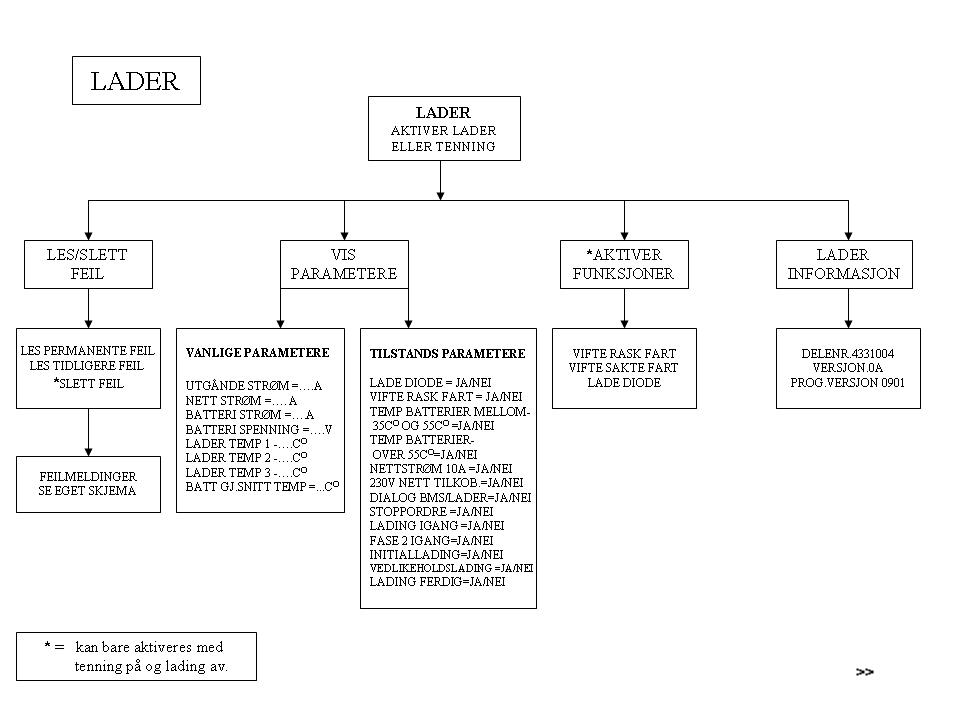 LADER
LADER
AKTIVER LADER
ELLER TENNING
LES/SLETT
FEIL
VIS
PARAMETERE
*AKTIVER
FUNKSJONER
LADER
INFORMASJON
LES PERMANENTE FEIL
LES TIDLIGERE FEIL
*SLETT FEIL
FEILMELDINGER
SE EGET SKJEMA
VANLIGE PARAMETERE
UTGÅNDE STRØM =....A
NETT STRØM =....A
BATTERI STRØM =....A
BATTERI SPENNING =....V
LADER TEMP 1 -....C°
LADER TEMP 2 -....C°
LADER TEMP 3 -....C°
BATT GJ.SNITT TEMP =...C°
TILSTANDS PARAMETERE
LADE DIODE = JA/NEI
VIFTE RASK FART = JA/NEI
TEMP BATTERIER MELLOM-
35C° OG 55C° =JA/NEI
TEMP BATTERIER-
OVER 55C°=JA/NEI
NETTSTRØM 10A =JA/NEI
230V NETT TILKOB.=JA/NEI
DIALOG BMS/LADER=JA/NEI
STOPPORDRE =JA/NEI
LADING IGANG =JA/NEI
FASE 2 IGANG=JA/NEI
INITIALLADING=JA/NEI
VEDLIKEHOLDSLADING =JA/NEI
LADING FERDIG=JA/NEI
VIFTE RASK FART
VIFTE SAKTE FART
LADE DIODE
DELENR.4331004
VERSJON.0A
PROG.VERSJON 0901
* = kan bare aktiveres med
tenning på og lading av.
>>